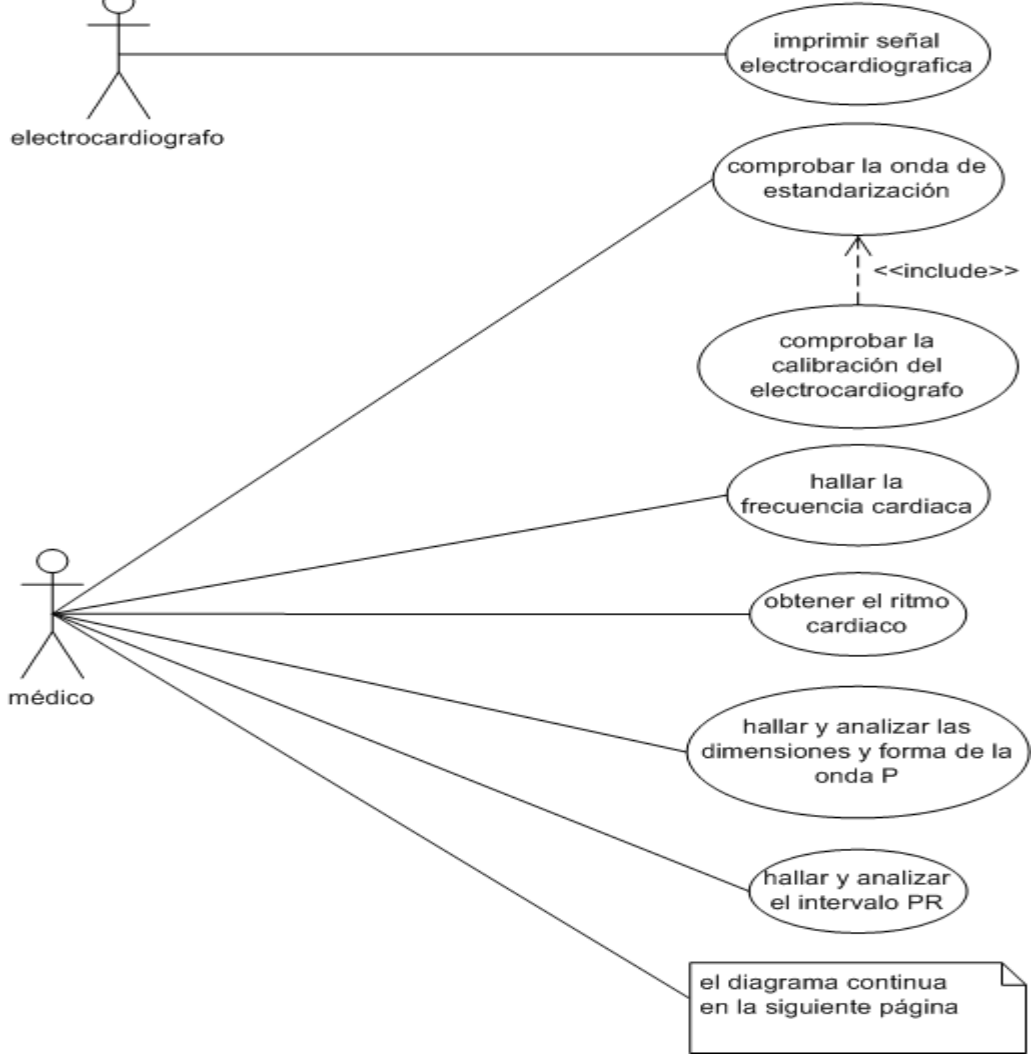 imprimir señal
electrocardiografica
electrocardiografo
comprobar la onda de
estandarización
<<include>>
comprobar la
calibración del
electrocardiografo
hallar la
frecuencia cardiaca
obtener el ritmo
cardiaco
médico
hallar y analizar las
dimensiones y forma de la
onda P
hallar y analizar
el intervalo PR
el diagrama continua
en la siguiente página